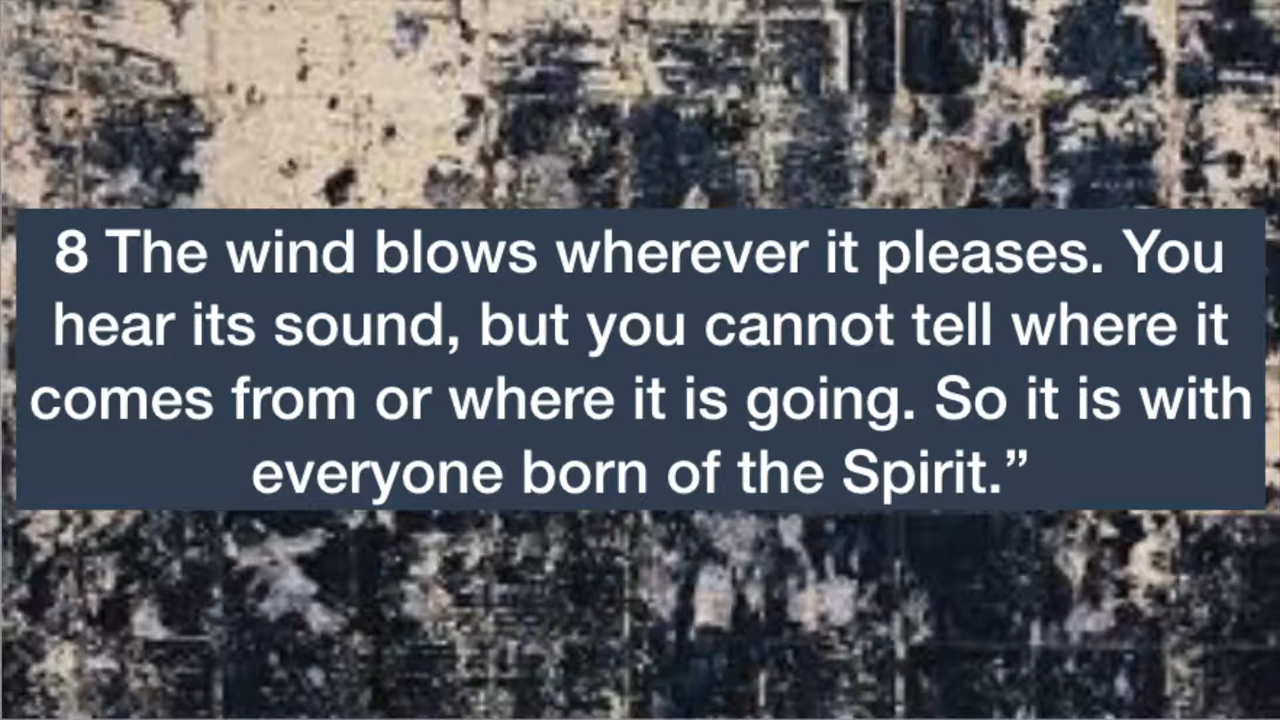 8 The wind blows wherever it pleases. You
hear its sound, but you cannot tell where it
comes from or where it is going. So it is with
everyone born of the Spirit.”